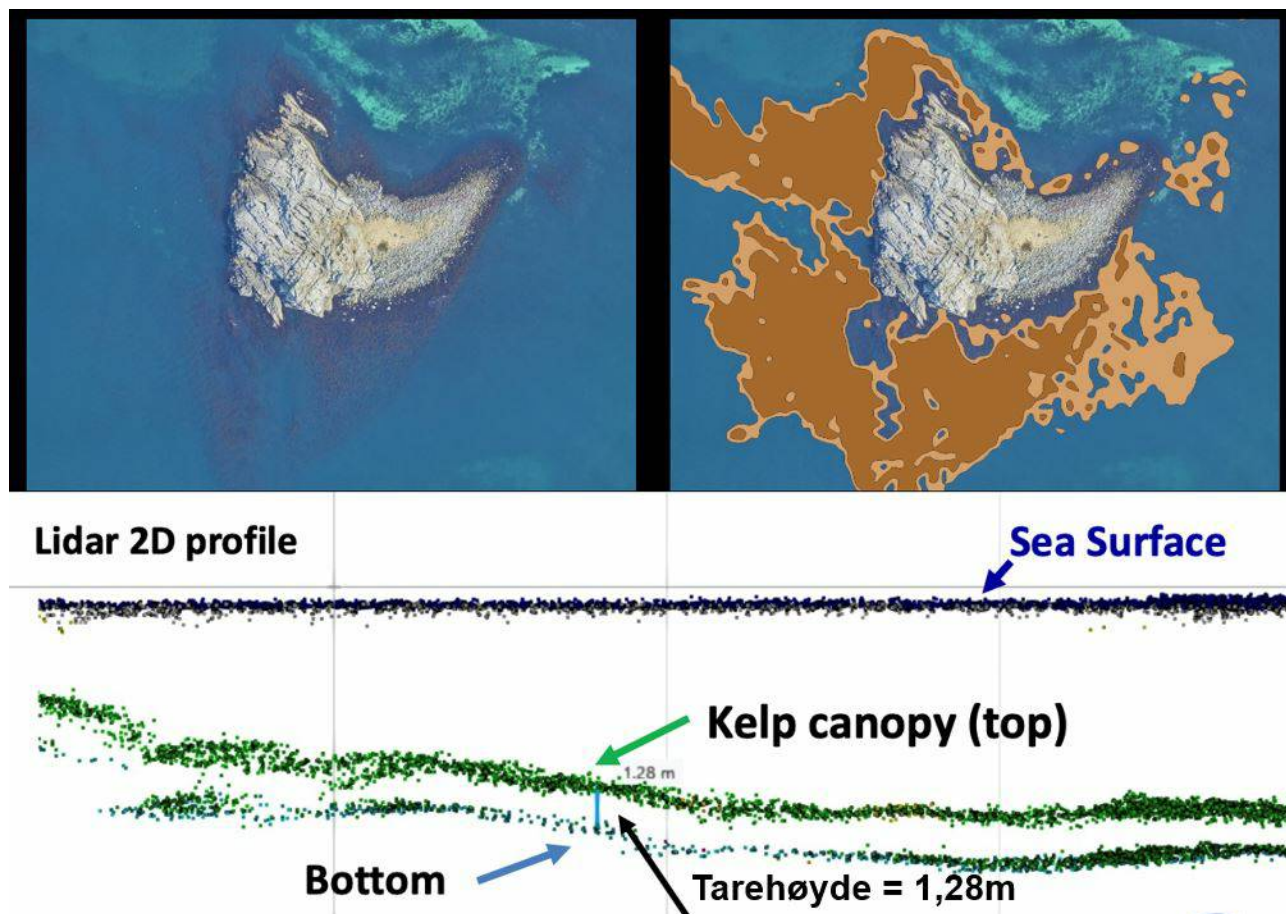 Lidar 2D profile
Sea Surface
Kelp canopy (top)
1.28 m
Bottom
Tarehøyde = 1,28m